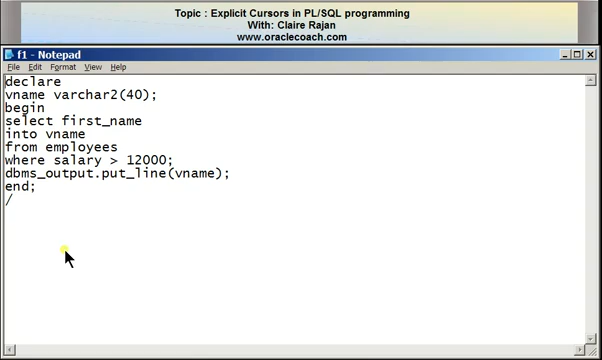 Topic : Explicit Cursors in PL/SQL programming
With: Claire Rajan
www.oraclecoach.com
f1 - Notepad
File Edit Format View Help
declare
vname varchar2(40);
begin
select first_name
into vname
from employees
where salary > 12000;
dbms_output.put_line(vname);
end;
/